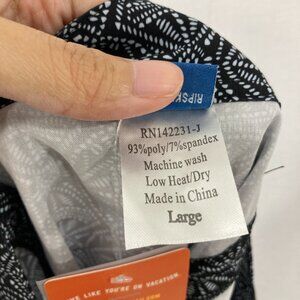 RIPSK
RN142231-J
93%poly/7%spandex
Machine wash
Low Heat/Dry
Made in China
Large
LIKE YOU'RE ON VACATION.